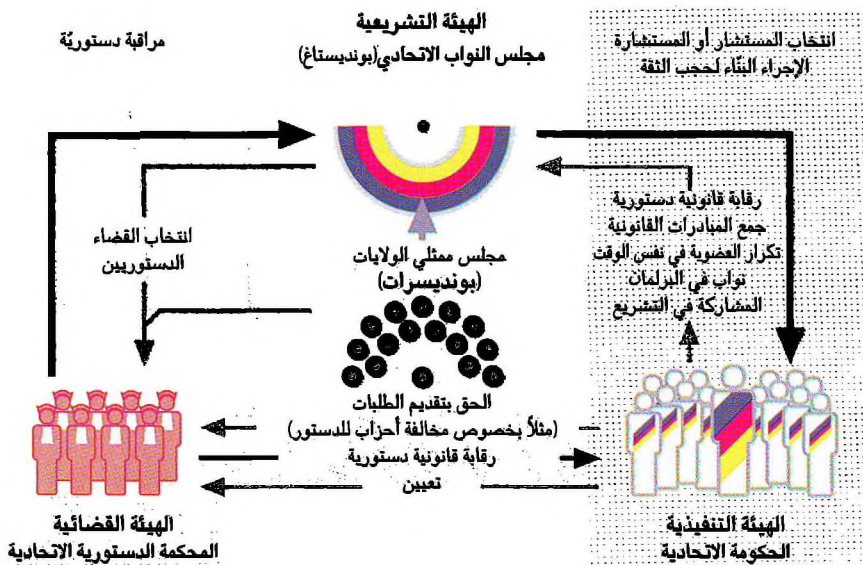 الهيئة التشريعية
مجلس النواب الاتحادي(بونديستاغ)
انتخاب المستشار أو المستشارة
الإجراء البنّاء لحجب الثقة
مراقبة دستوريّة
رقابة قانونية دستورية
جمع المبادرات القانونية
تكراز العضوية في نفس الوقت
نواب في البرلمان
المشاركة في التشريع
انتخاب القضاء
الدستوريين
مجلس ممثلي الولايات
(بونديسرات)
الحق بتقديم الطلبات
(مثلاً بخصوص مخالفة أحزاب للدستور)
رقابة قانونية دستورية
تعيين
الهيئة التنفيذية
الحكومة الاتحادية
الهيئة القضائية
المحكمة الدستورية الاتحادية